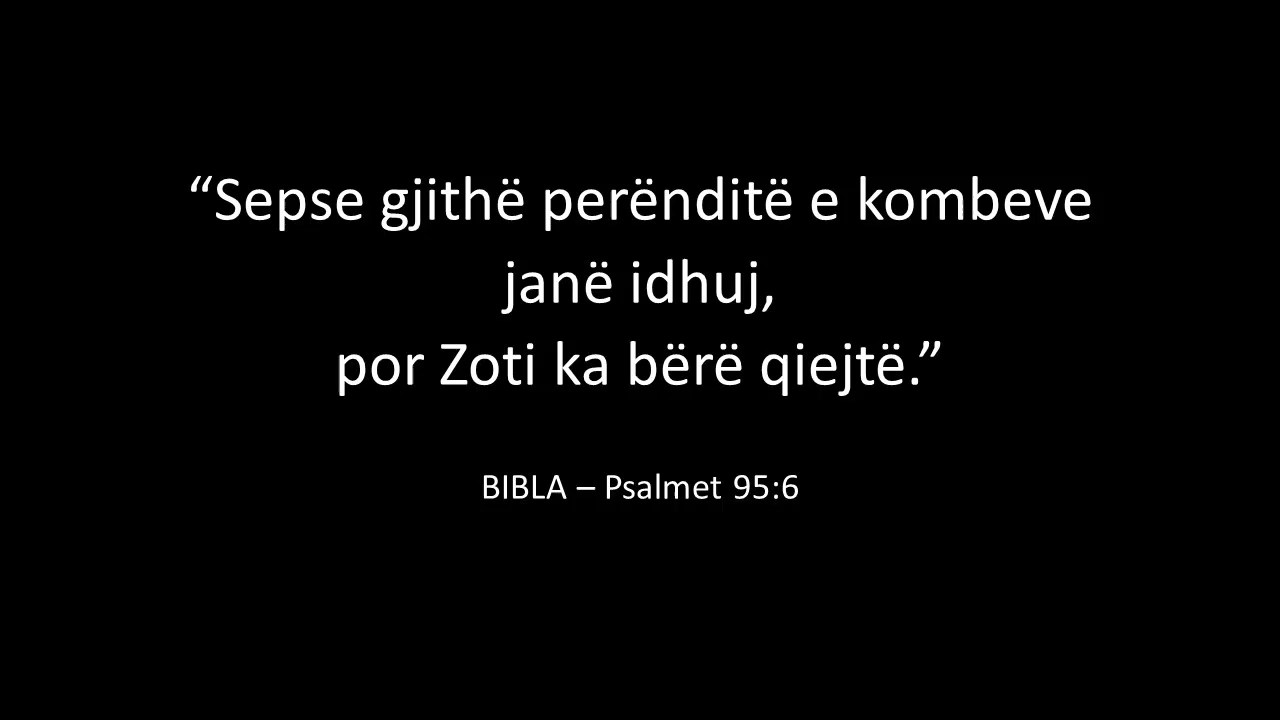 “Sepse gjithë perënditë e kombeve
janë idhuj,
por Zoti ka bërë qiejtë.”
BIBLA – Psalmet 95:6